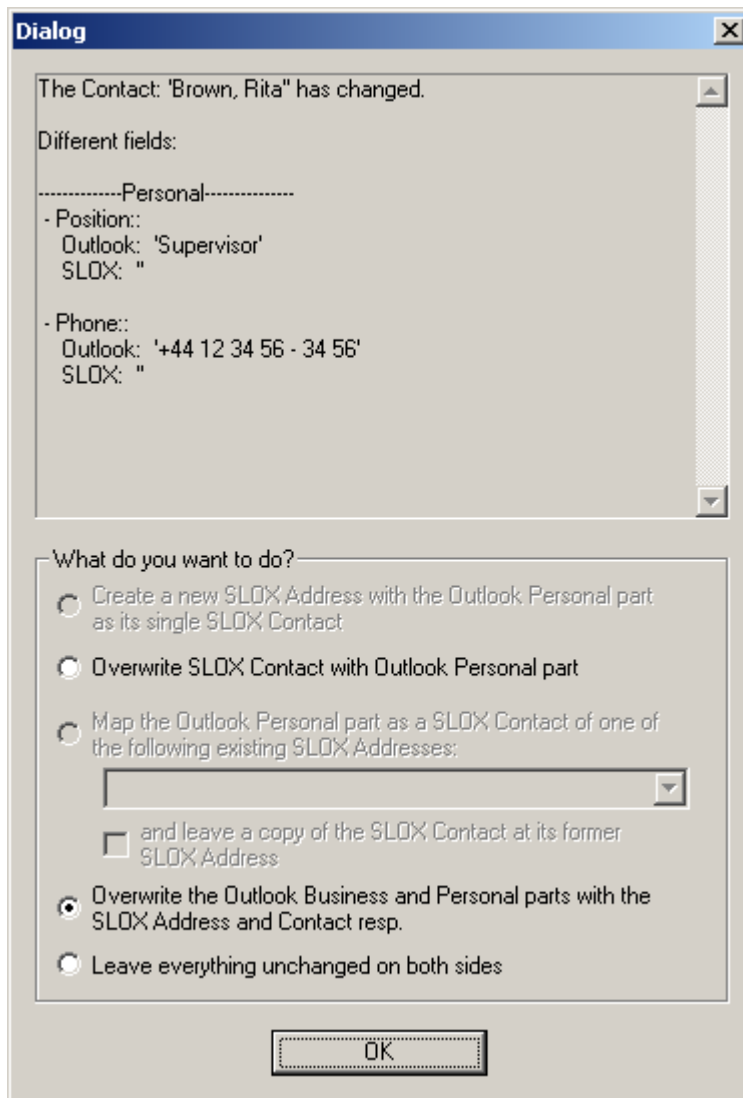 Dialog
The Contact: 'Brown, Rita'' has changed.
Different fields:
--------------Personal---------------
- Position::
Outlook: 'Supervisor'
SLOX: ''
- Phone::
Outlook: '+44 12 34 56 - 34 56'
SLOX: ''
What do you want to do?
Create a new SLOX Address with the Outlook Personal part
as its single SLOX Contact
Overwrite SLOX Contact with Outlook Personal part
Map the Outlook Personal part as a SLOX Contact of one of
the following existing SLOX Addresses:
and leave a copy of the SLOX Contact at its former
SLOX Address
Overwrite the Outlook Business and Personal parts with the
SLOX Address and Contact resp.
Leave everything unchanged on both sides
OK